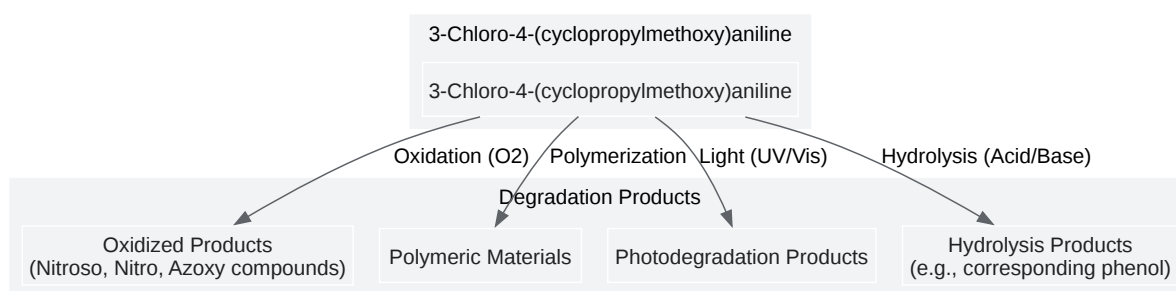 3-Chloro-4-(cyclopropylmethoxy)aniline
3-Chloro-4-(cyclopropylmethoxy)aniline
Oxidation (O2)
Polymerization
Light (UV/Vis)
Hydrolysis (Acid/Base)
Degradation Products
Oxidized Products
(Nitroso, Nitro, Azoxy compounds)
Polymeric Materials
Photodegradation Products
Hydrolysis Products
(e.g., corresponding phenol)